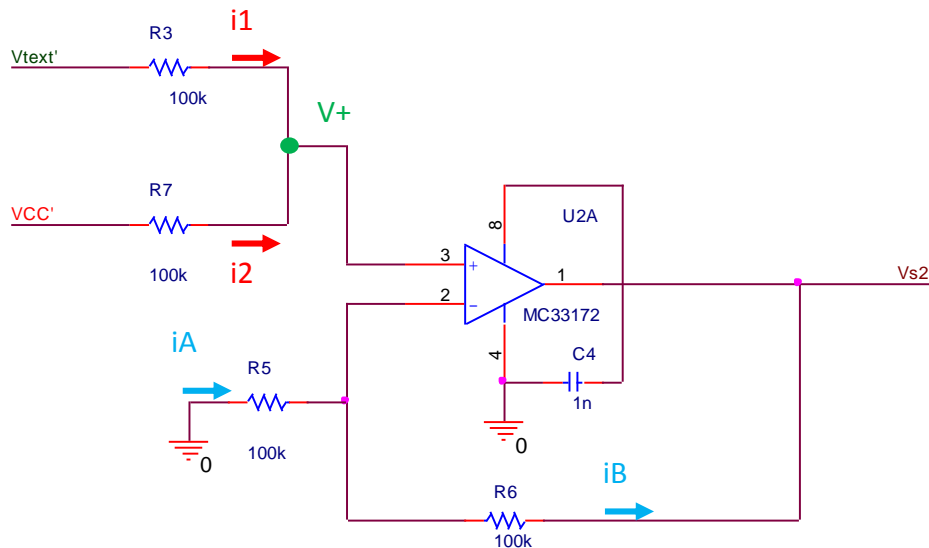 i1
R3
Vtext'
100k
V+
R7
VCC'
100k
i2
8
U2A
3
+
1
Vs2
2
−
MC33172
4
C4
1n
0
iA
R5
0
100k
R6
iB
100k